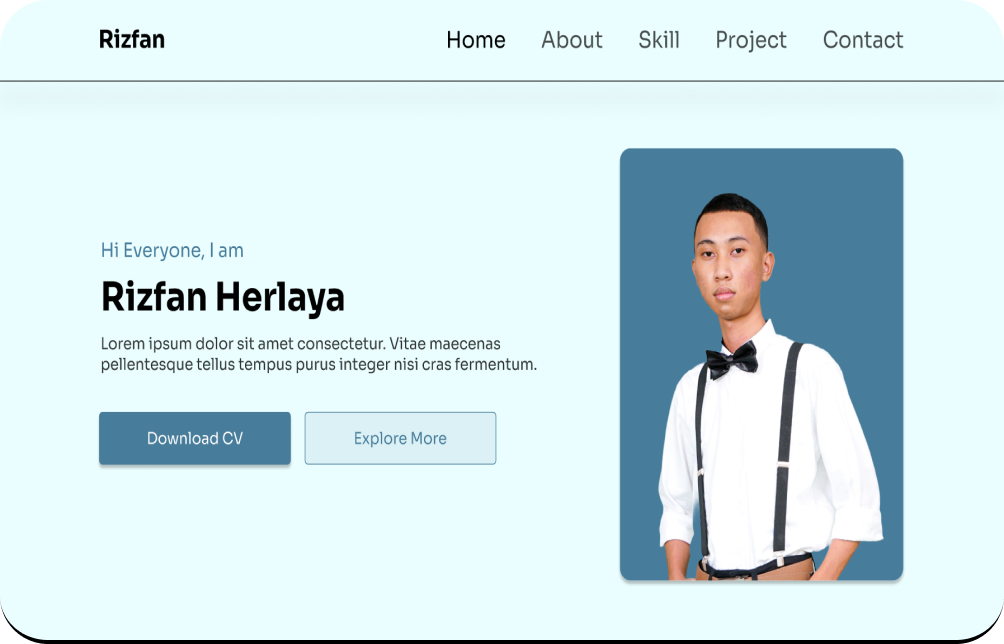 Rizfan
Home About Skill Project Contact
Hi Everyone, I am
Rizfan Herlaya
Lorem ipsum dolor sit amet consectetur. Vitae maecenas
pellentesque tellus tempus purus integer nisi cras fermentum.
Download CV
Explore More